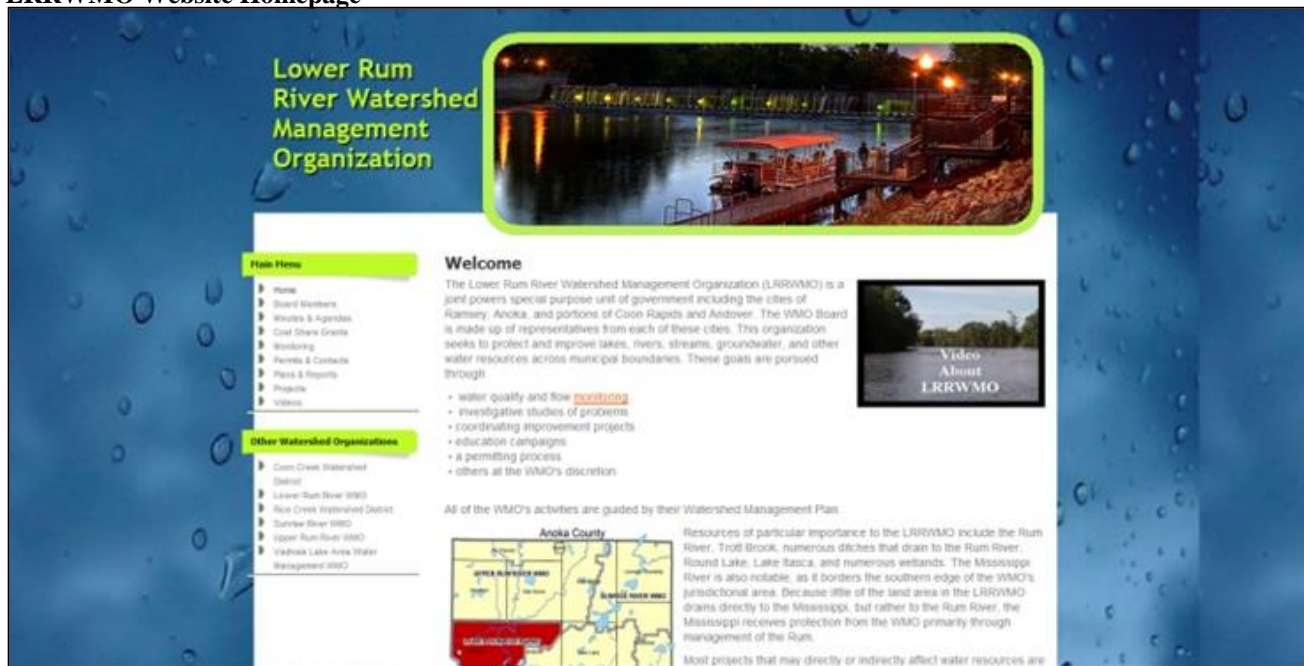 LRRWMO Website Homepage
Lower Rum
River Watershed
Management
Organization
Main Menu
Home
Board Members
Minutes & Agendas
Cost Share Grants
Monitoring
Permits & Contacts
Plans & Reports
Projects
Videos
Other Watershed Organizations
Coon Creek Watershed
District
Lower Rum River WMO
Rice Creek Watershed District
Sunrise River WMO
Upper Rum River WMO
Vadnais Lake Area Water
Management WMO
Welcome
The Lower Rum River Watershed Management Organization (LRRWMO) is a
joint powers special purpose unit of government including the cities of
Ramsey, Anoka, and portions of Coon Rapids and Andover. The WMO Board
is made up of representatives from each of these cities. This organization
seeks to protect and improve lakes, rivers, streams, groundwater, and other
water resources across municipal boundaries. These goals are pursued
through
• water quality and flow monitoring
• investigative studies of problems
• coordinating improvement projects
• education campaigns
• a permitting process
• others at the WMO's discretion
Video
About
LRRWMO
All of the WMO's activities are guided by their Watershed Management Plan.
Anoka County
UPPER RUM RIVER WMO
SUNRISE RIVER WMO
Resources of particular importance to the LRRWMO include the Rum
River, Trott Brook, numerous ditches that drain to the Rum River,
Round Lake, Lake Itasca, and numerous wetlands. The Mississippi
River is also notable, as it borders the southern edge of the WMO's
jurisdictional area. Because little of the land area in the LRRWMO
drains directly to the Mississippi, but rather to the Rum River, the
Mississippi receives protection from the WMO primarily through
management of the Rum.
Most projects that may directly or indirectly affect water resources are